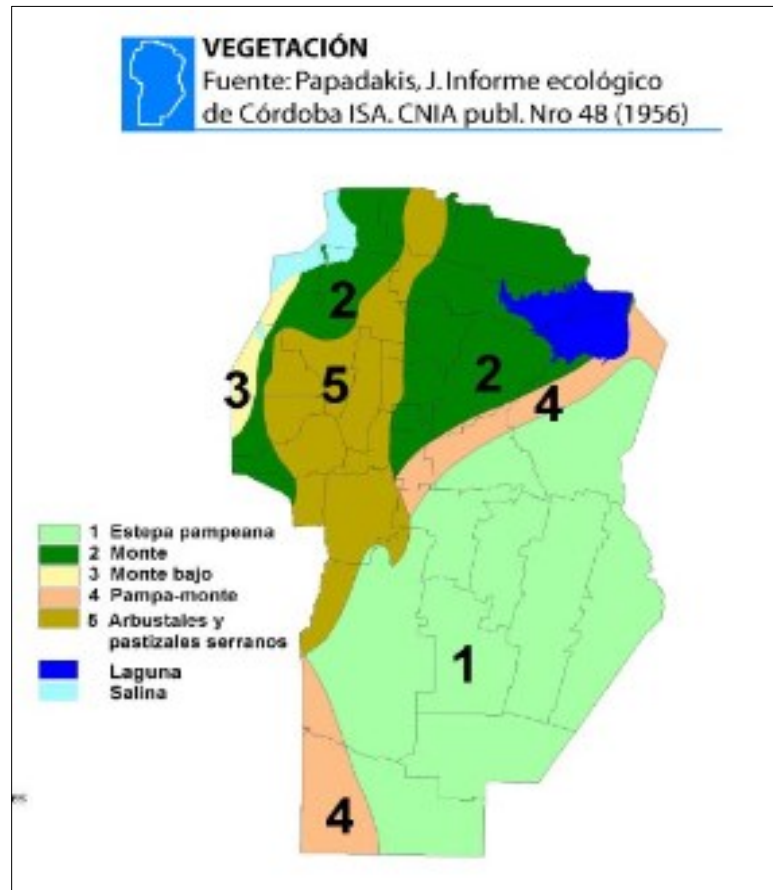 VEGETACIÓN
Fuente: Papadakis, J. Informe ecológico
de Córdoba ISA. CNIA publ. Nro 48 (1956)
2
3
5
2
4
1 Estepa pampeana
2 Monte
3 Monte bajo
4 Pampa-monte
5 Arbustales y
pastizales serranos
Laguna
Salina
1
4
es